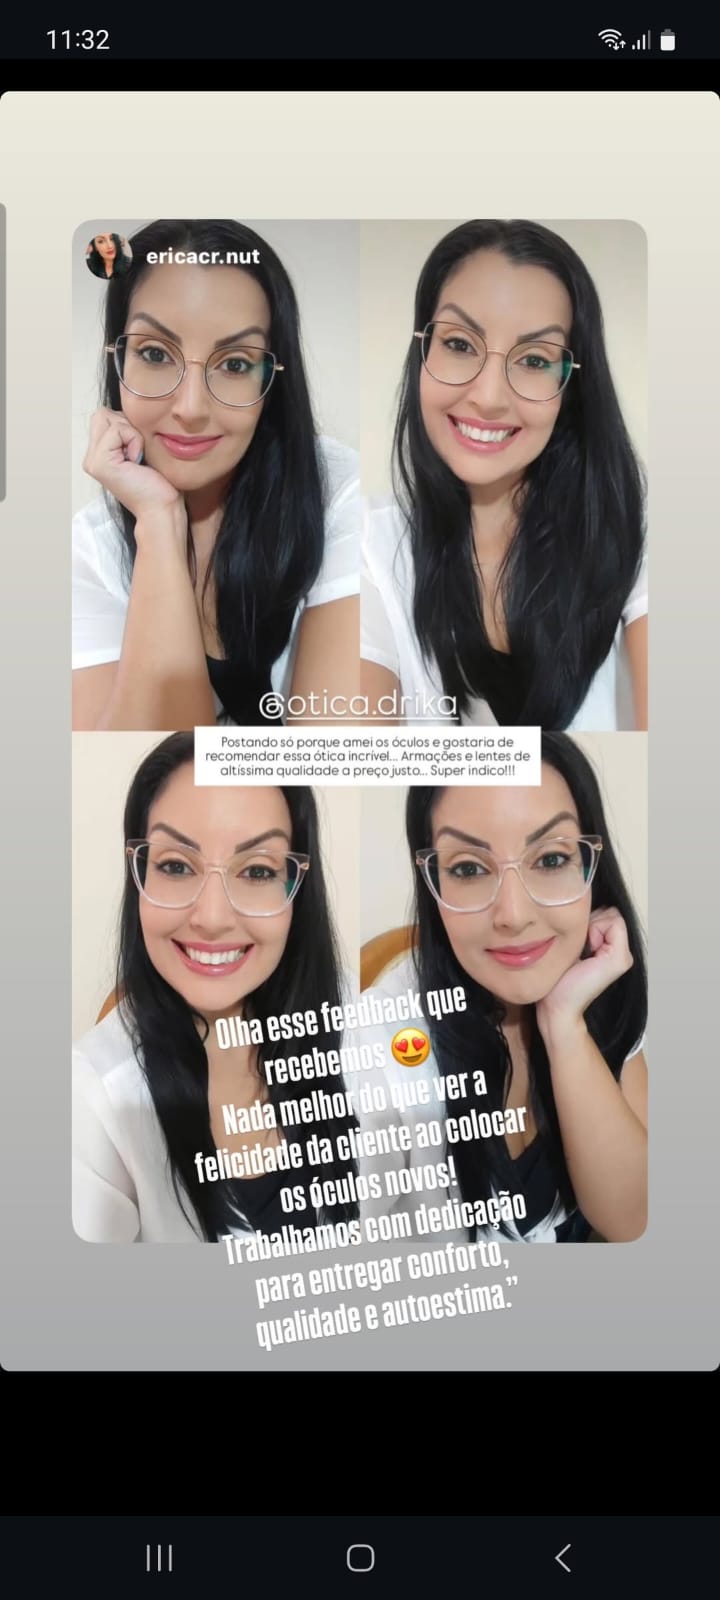 11:32
ericacr.nut
@otica.drika
Postando só porque amei os óculos e gostaria de
recomendar essa ótica incrível... Armações e lentes de
altíssima qualidade a preço justo... Super indico!!!
Olha esse feedback que
recebemos 😍
Nada melhor do que ver a
felicidade da cliente ao colocar
os óculos novos!
Trabalhamos com dedicação
para entregar conforto,
qualidade e autoestima.”